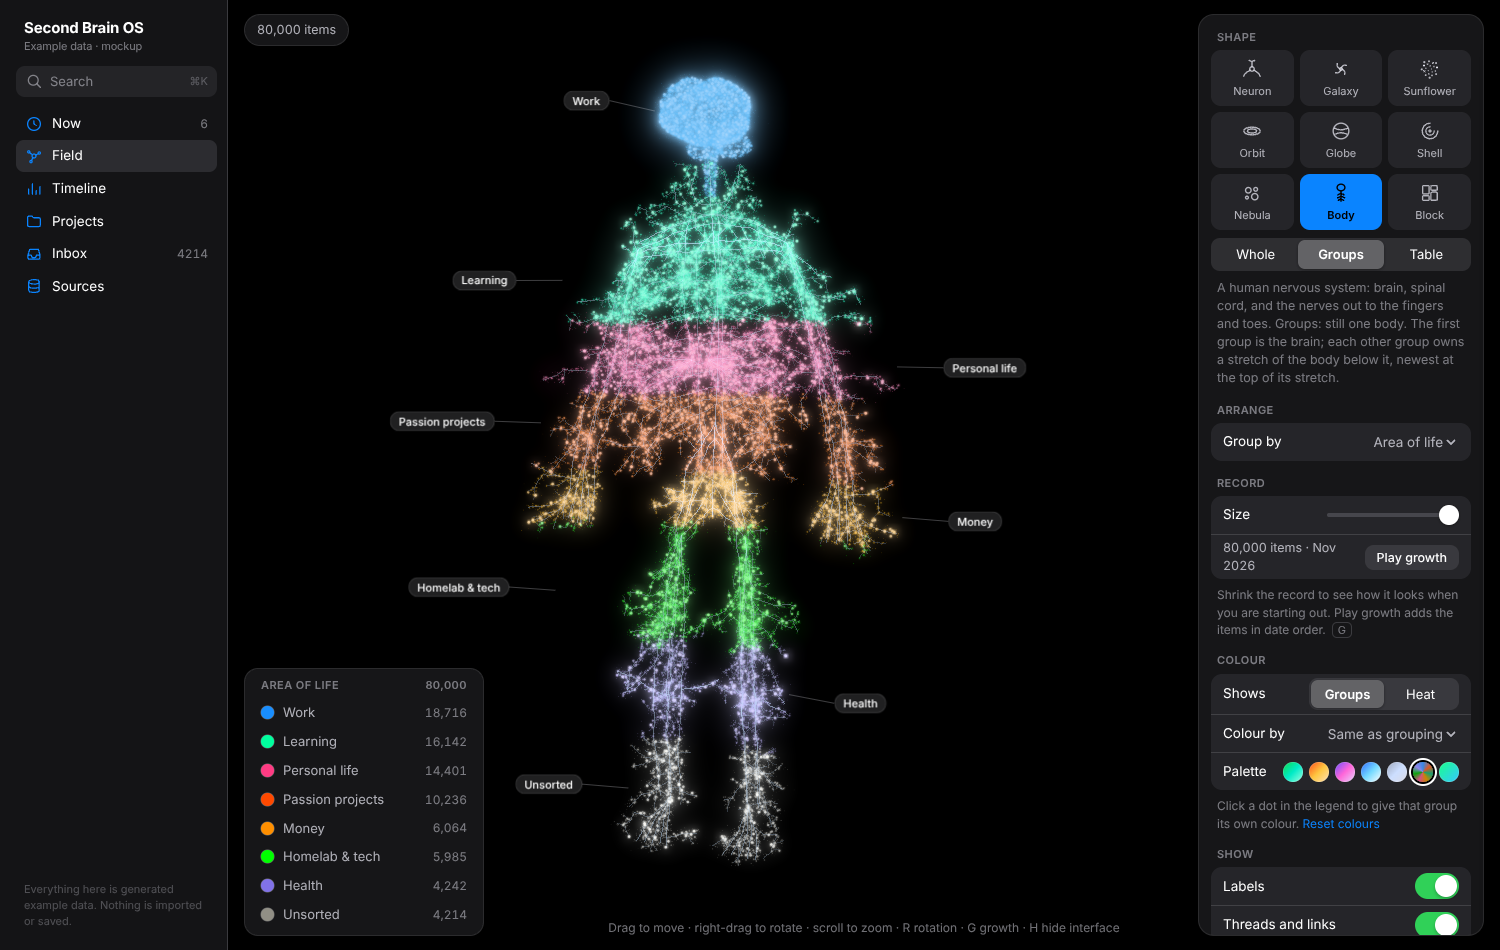 Second Brain OS
Example data · mockup
Search ⌘K
Now 6
Field
Timeline
Projects
Inbox 4214
Sources
Everything here is generated
example data. Nothing is imported
or saved.
80,000 items
Work
Learning
Personal life
Passion projects
Money
Homelab & tech
Health
Unsorted
AREA OF LIFE 80,000
Work 18,716
Learning 16,142
Personal life 14,401
Passion projects 10,236
Money 6,064
Homelab & tech 5,985
Health 4,242
Unsorted 4,214
Drag to move · right-drag to rotate · scroll to zoom · R rotation · G growth · H hide interface
SHAPE
Neuron Galaxy Sunflower
Orbit Globe Shell
Nebula Body Block
Whole Groups Table
A human nervous system: brain, spinal
cord, and the nerves out to the fingers
and toes. Groups: still one body. The first
group is the brain; each other group owns
a stretch of the body below it, newest at
the top of its stretch.
ARRANGE
Group by Area of life
RECORD
Size
80,000 items · Nov
2026
Play growth
Shrink the record to see how it looks when
you are starting out. Play growth adds the
items in date order. G
COLOUR
Shows Groups Heat
Colour by Same as grouping
Palette
Click a dot in the legend to give that group
its own colour. Reset colours
SHOW
Labels
Threads and links